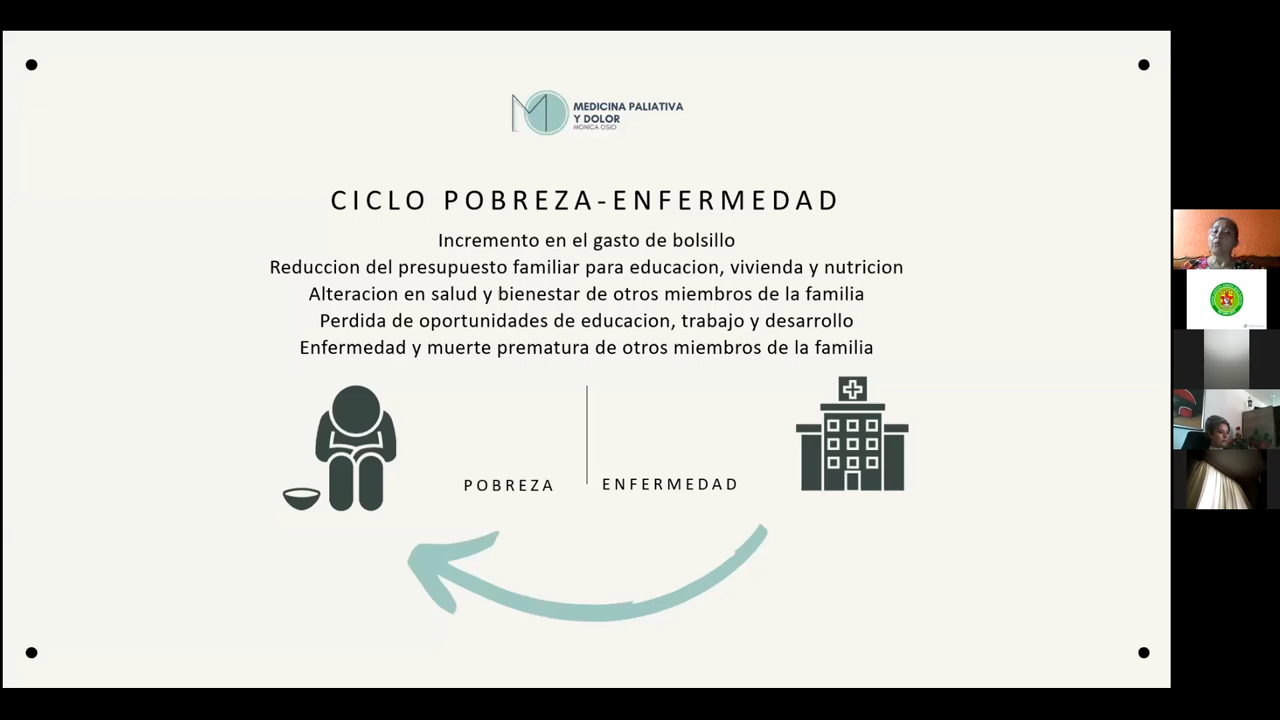 MEDICINA PALIATIVA
Y DOLOR
MONICA OSIO
CICLO POBREZA-ENFERMEDAD
Incremento en el gasto de bolsillo
Reduccion del presupuesto familiar para educacion, vivienda y nutricion
Alteracion en salud y bienestar de otros miembros de la familia
Perdida de oportunidades de educacion, trabajo y desarrollo
Enfermedad y muerte prematura de otros miembros de la familia
POBREZA
ENFERMEDAD